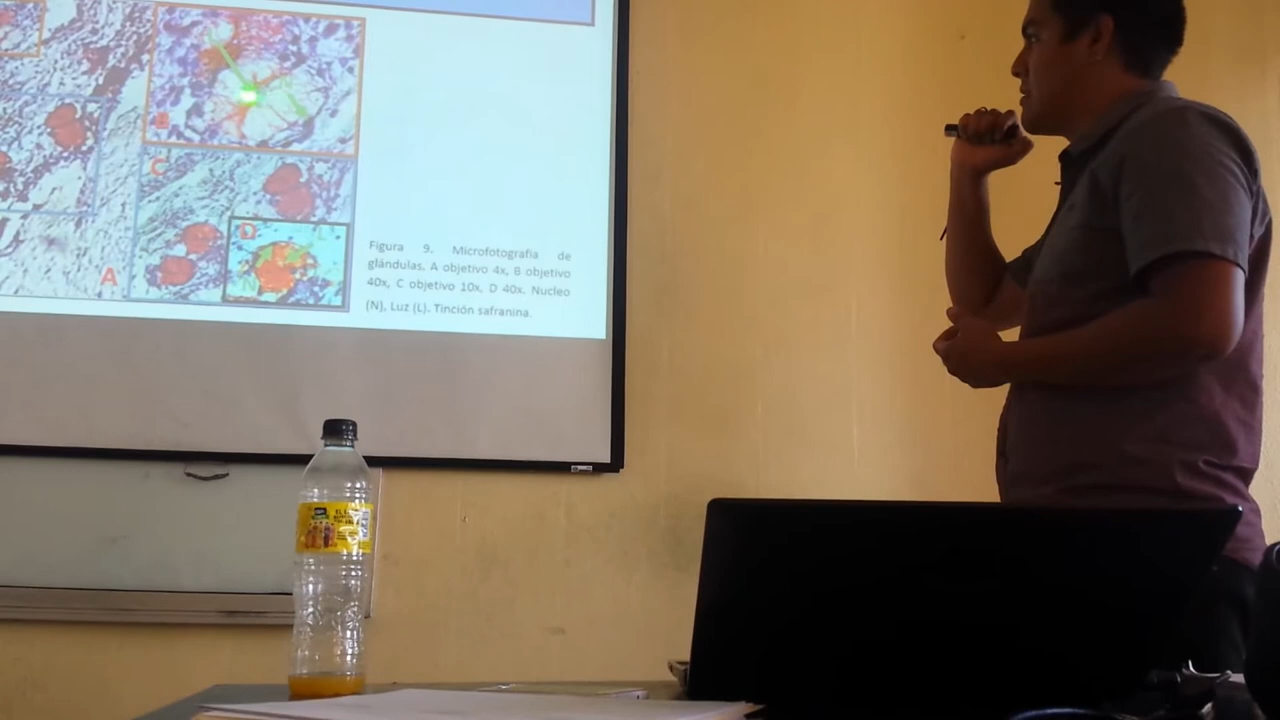 B
C
D
N
A
Figura 9. Microfotografía de
glándulas, A objetivo 4x, B objetivo
40x, C objetivo 10x, D 40x. Nucleo
(N), Luz (L). Tinción safranina.